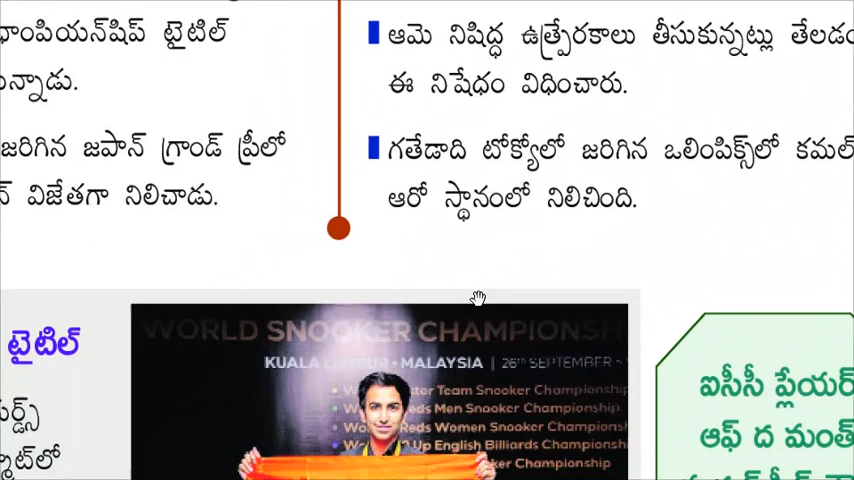 ఛాంపియన్‌షిప్ టైటిల్
న్నాడు.
జరిగిన జపాన్ గ్రాండ్ ప్రీలో
విజేతగా నిలిచాడు.
ఆమె నిషిద్ధ ఉత్ప్రేరకాలు తీసుకున్నట్లు తేలడం
ఈ నిషేధం విధించారు.
గతేడాది టోక్యోలో జరిగిన ఒలింపిక్స్‌లో కమల్
ఆరో స్థానంలో నిలిచింది.
టైటిల్
WORLD SNOOKER CHAMPIONSH
KUALA LUMPUR • MALAYSIA | 26TH SEPTEMBER -
ster Team Snooker Championship
Reds Men Snooker Championship
Reds Women Snooker Championship
Up English Billiards Championship
ker Championship
ఐసీసీ ప్లేయర్
ఆఫ్ ద మంత్